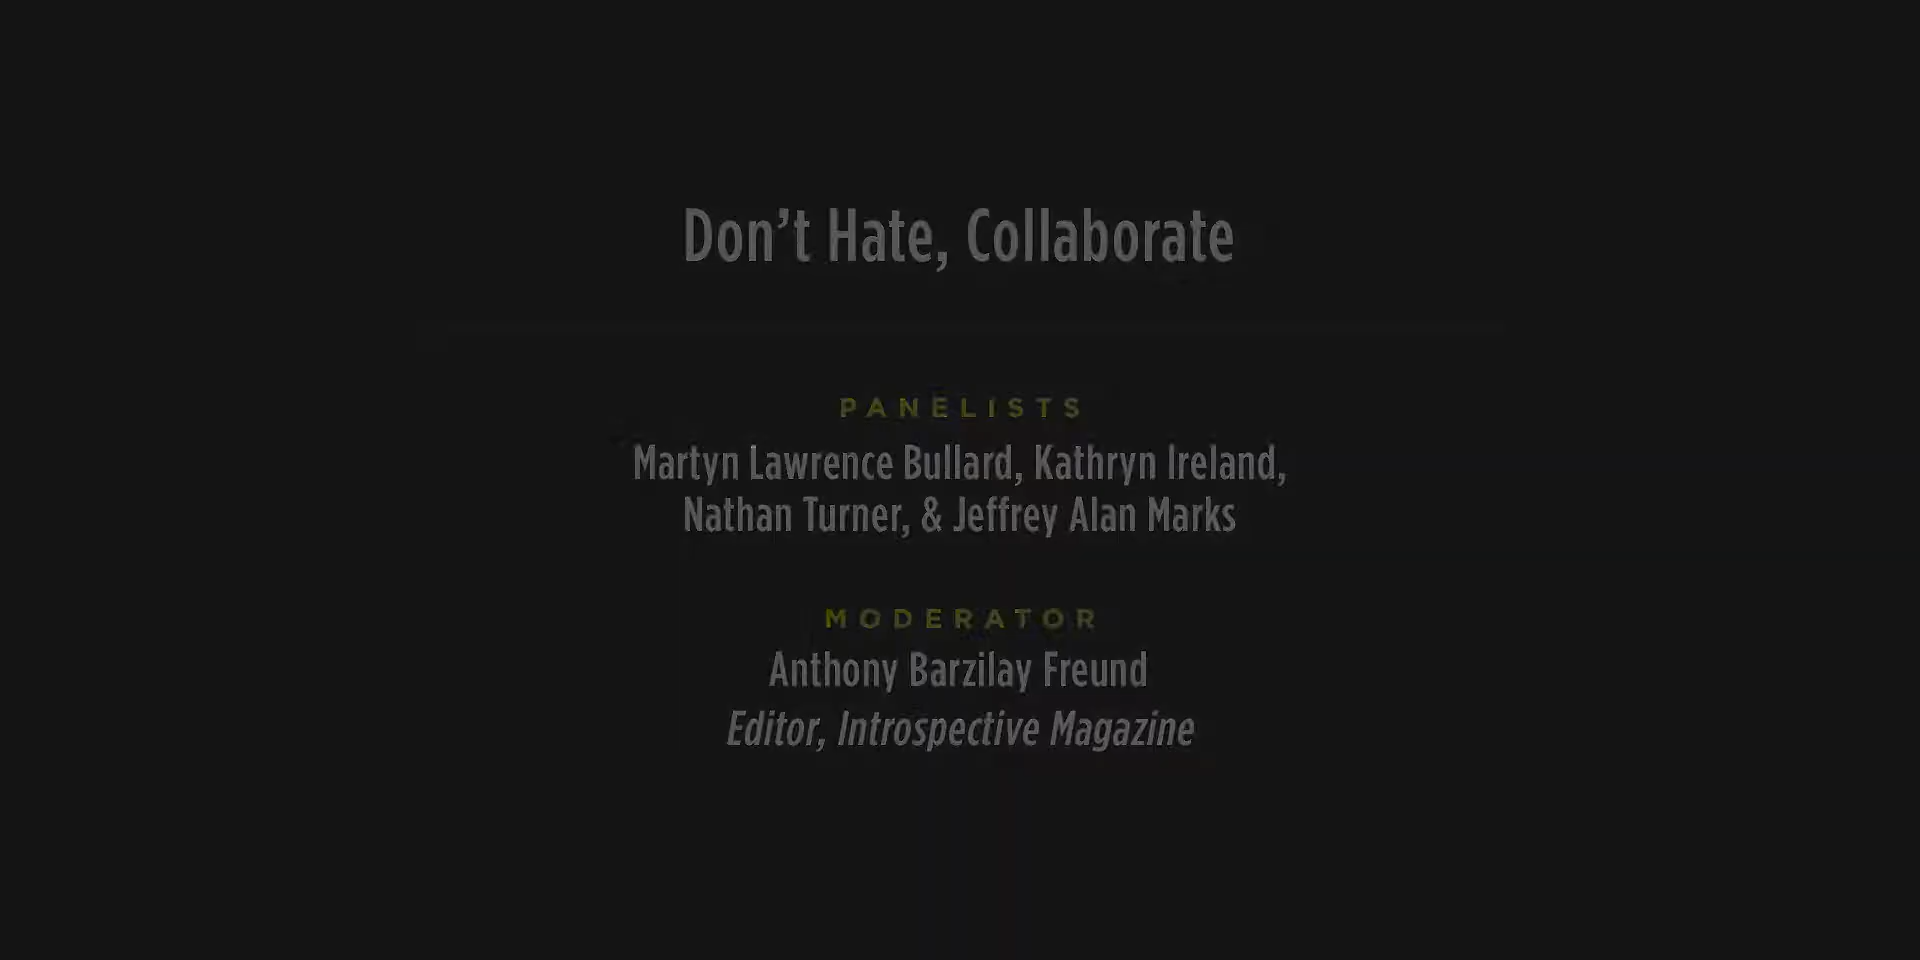 Don’t Hate, Collaborate
PANELISTS
Martyn Lawrence Bullard, Kathryn Ireland,
Nathan Turner, & Jeffrey Alan Marks
MODERATOR
Anthony Barzilay Freund
Editor, Introspective Magazine